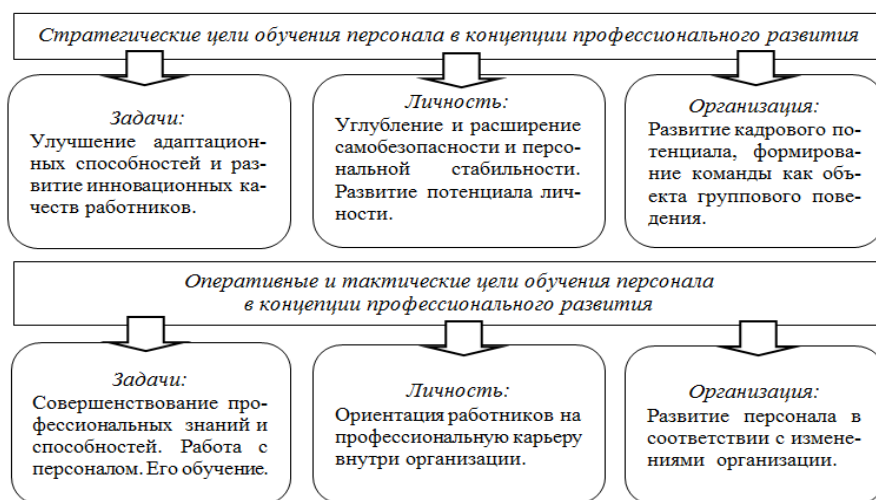 Стратегические цели обучения персонала в концепции профессионального развития
Задачи:
Улучшение адаптацион-
ных способностей и раз-
витие инновационных ка-
честв работников.
Личность:
Углубление и расширение
самобезопасности и персо-
нальной стабильности.
Развитие потенциала лич-
ности.
Организация:
Развитие кадрового по-
тенциала, формирование
команды как объ-
екта группового пове-
дения.
Оперативные и тактические цели обучения персонала
в концепции профессионального развития
Задачи:
Совершенствование про-
фессиональных знаний и
способностей. Работа с
персоналом. Его обучение.
Личность:
Ориентация работников на
профессиональную карьеру
внутри организации.
Организация:
Развитие персонала в
соответствии с измене-
ниями организации.